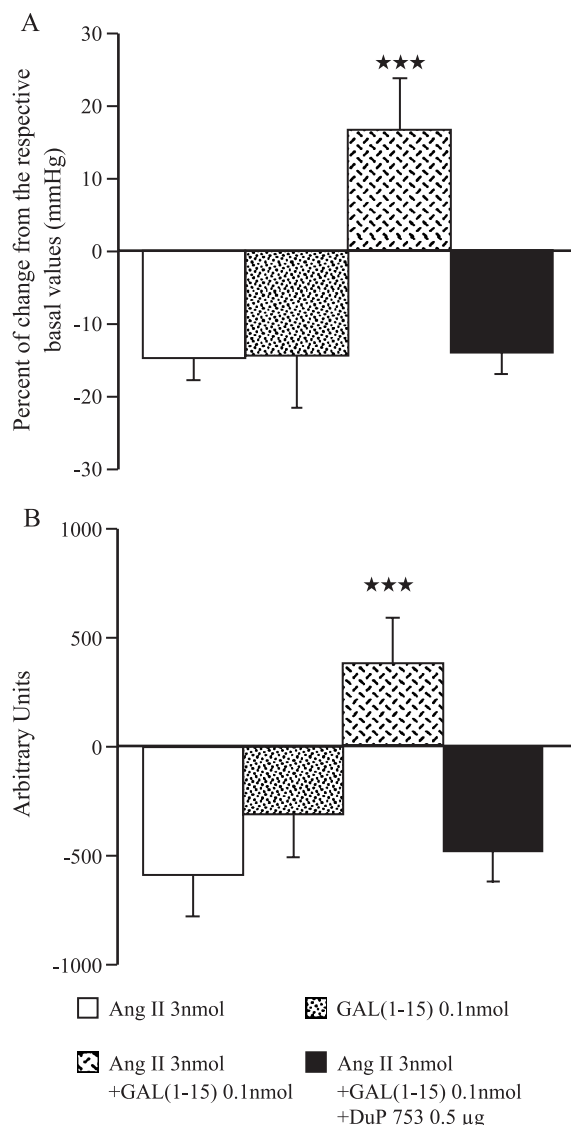 A
30
20
10
0
-10
-20
-30
Percent of change from the respective
basal values (mmHg)
★★★
B
1000
500
0
-500
-1000
Arbitrary Units
★★★
Ang II 3nmol
GAL(1-15) 0.1nmol
Ang II 3nmol
+GAL(1-15) 0.1nmol
Ang II 3nmol
+GAL(1-15) 0.1nmol
+DuP 753 0.5 µg